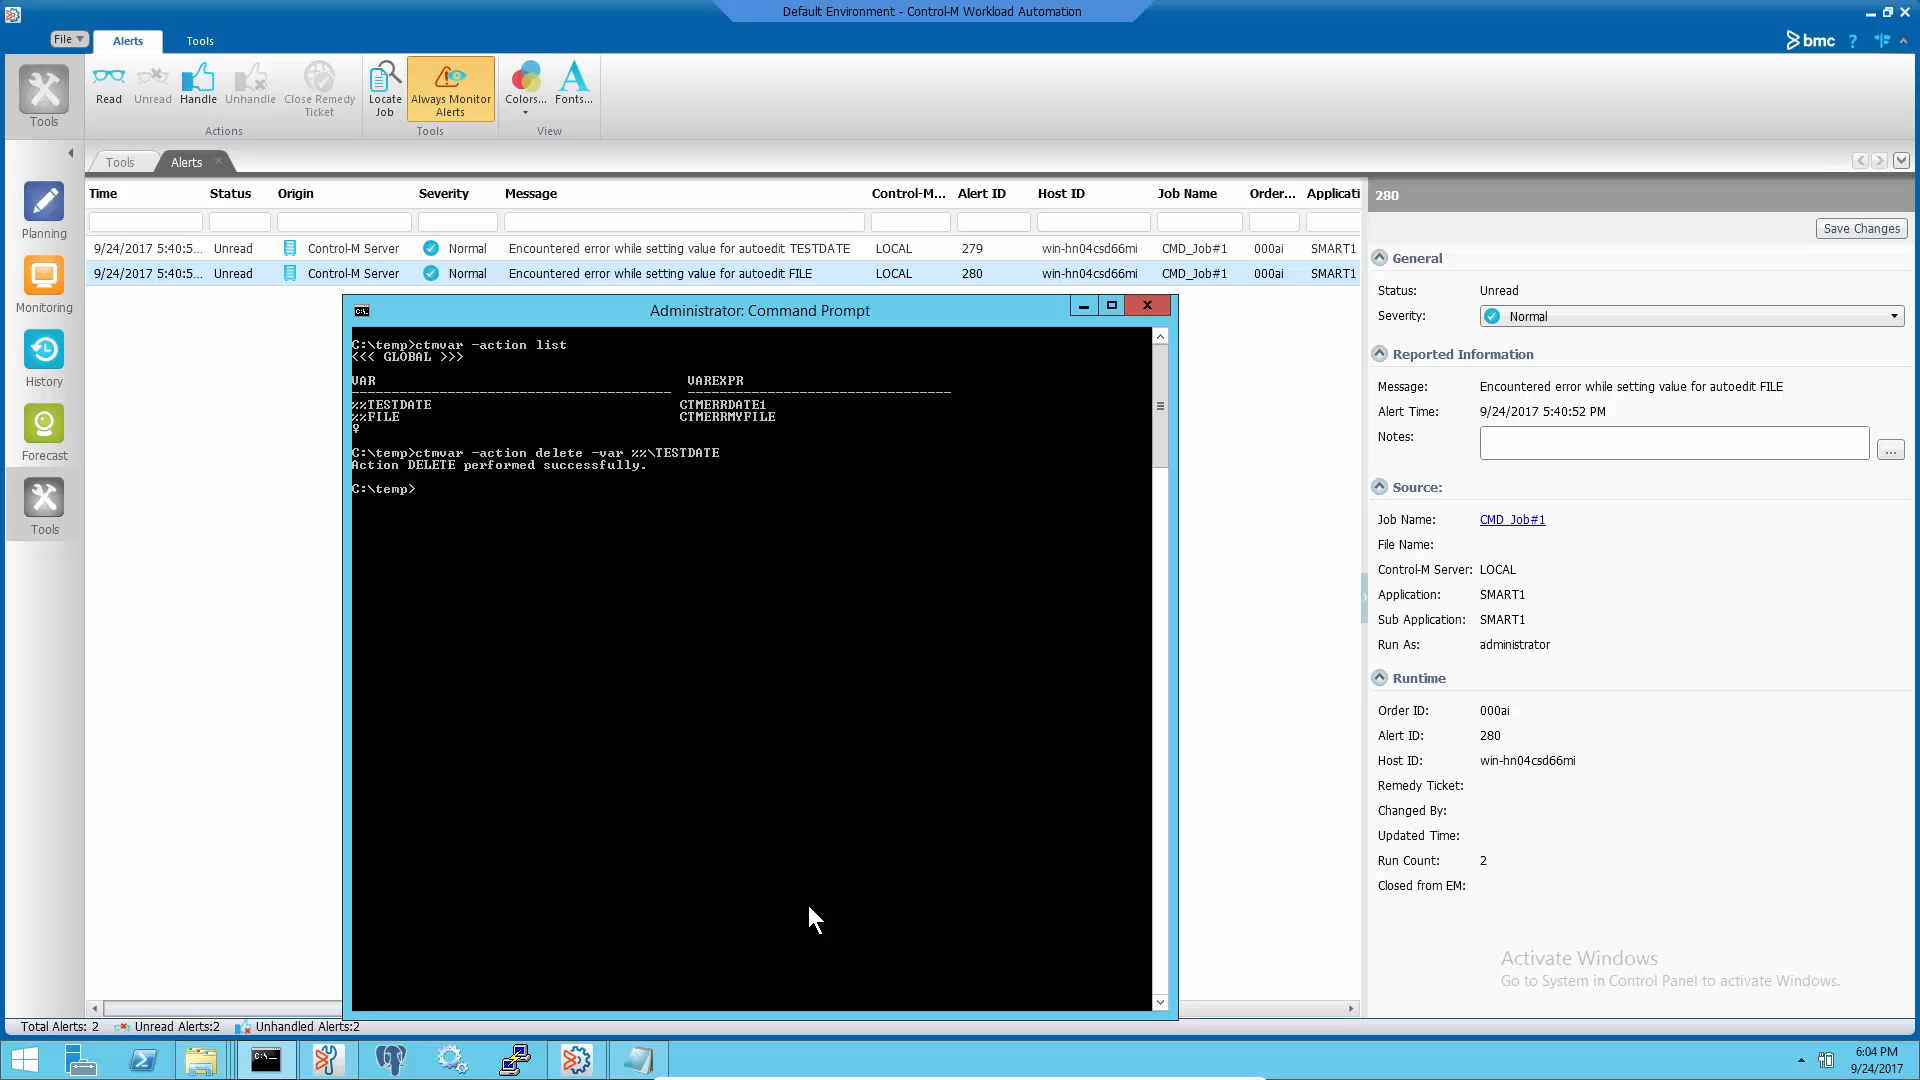 Default Environment - Control-M Workload Automation
File
Alerts
Tools
bmc
?
Tools
Read
Unread
Handle
Unhandle
Close Remedy
Ticket
Locate
Job
Always Monitor
Alerts
Colors...
Fonts...
Actions
Tools
View
Tools
Alerts
Time
Status
Origin
Severity
Message
Control-M...
Alert ID
Host ID
Job Name
Order...
Applicati
9/24/2017 5:40:5... Unread Control-M Server Normal Encountered error while setting value for autoedit TESTDATE LOCAL 279 win-hn04csd66mi CMD_Job#1 000ai SMART1
9/24/2017 5:40:5... Unread Control-M Server Normal Encountered error while setting value for autoedit FILE LOCAL 280 win-hn04csd66mi CMD_Job#1 000ai SMART1
Planning
Monitoring
History
Forecast
Tools
Administrator: Command Prompt
C:\temp>ctmvar -action list
<<< GLOBAL >>>
VAR VAREXPR
%%TESTDATE CTMERRDATE1
%%FILE CTMERRMYFILE
♀
C:\temp>ctmvar -action delete -var %%\TESTDATE
Action DELETE performed successfully.
C:\temp>
280
Save Changes
General
Status: Unread
Severity: Normal
Reported Information
Message: Encountered error while setting value for autoedit FILE
Alert Time: 9/24/2017 5:40:52 PM
Notes:
...
Source:
Job Name: CMD_Job#1
File Name:
Control-M Server: LOCAL
Application: SMART1
Sub Application: SMART1
Run As: administrator
Runtime
Order ID: 000ai
Alert ID: 280
Host ID: win-hn04csd66mi
Remedy Ticket:
Changed By:
Updated Time:
Run Count: 2
Closed from EM:
Activate Windows
Go to System in Control Panel to activate Windows.
Total Alerts: 2 Unread Alerts:2 Unhandled Alerts:2
6:04 PM
9/24/2017